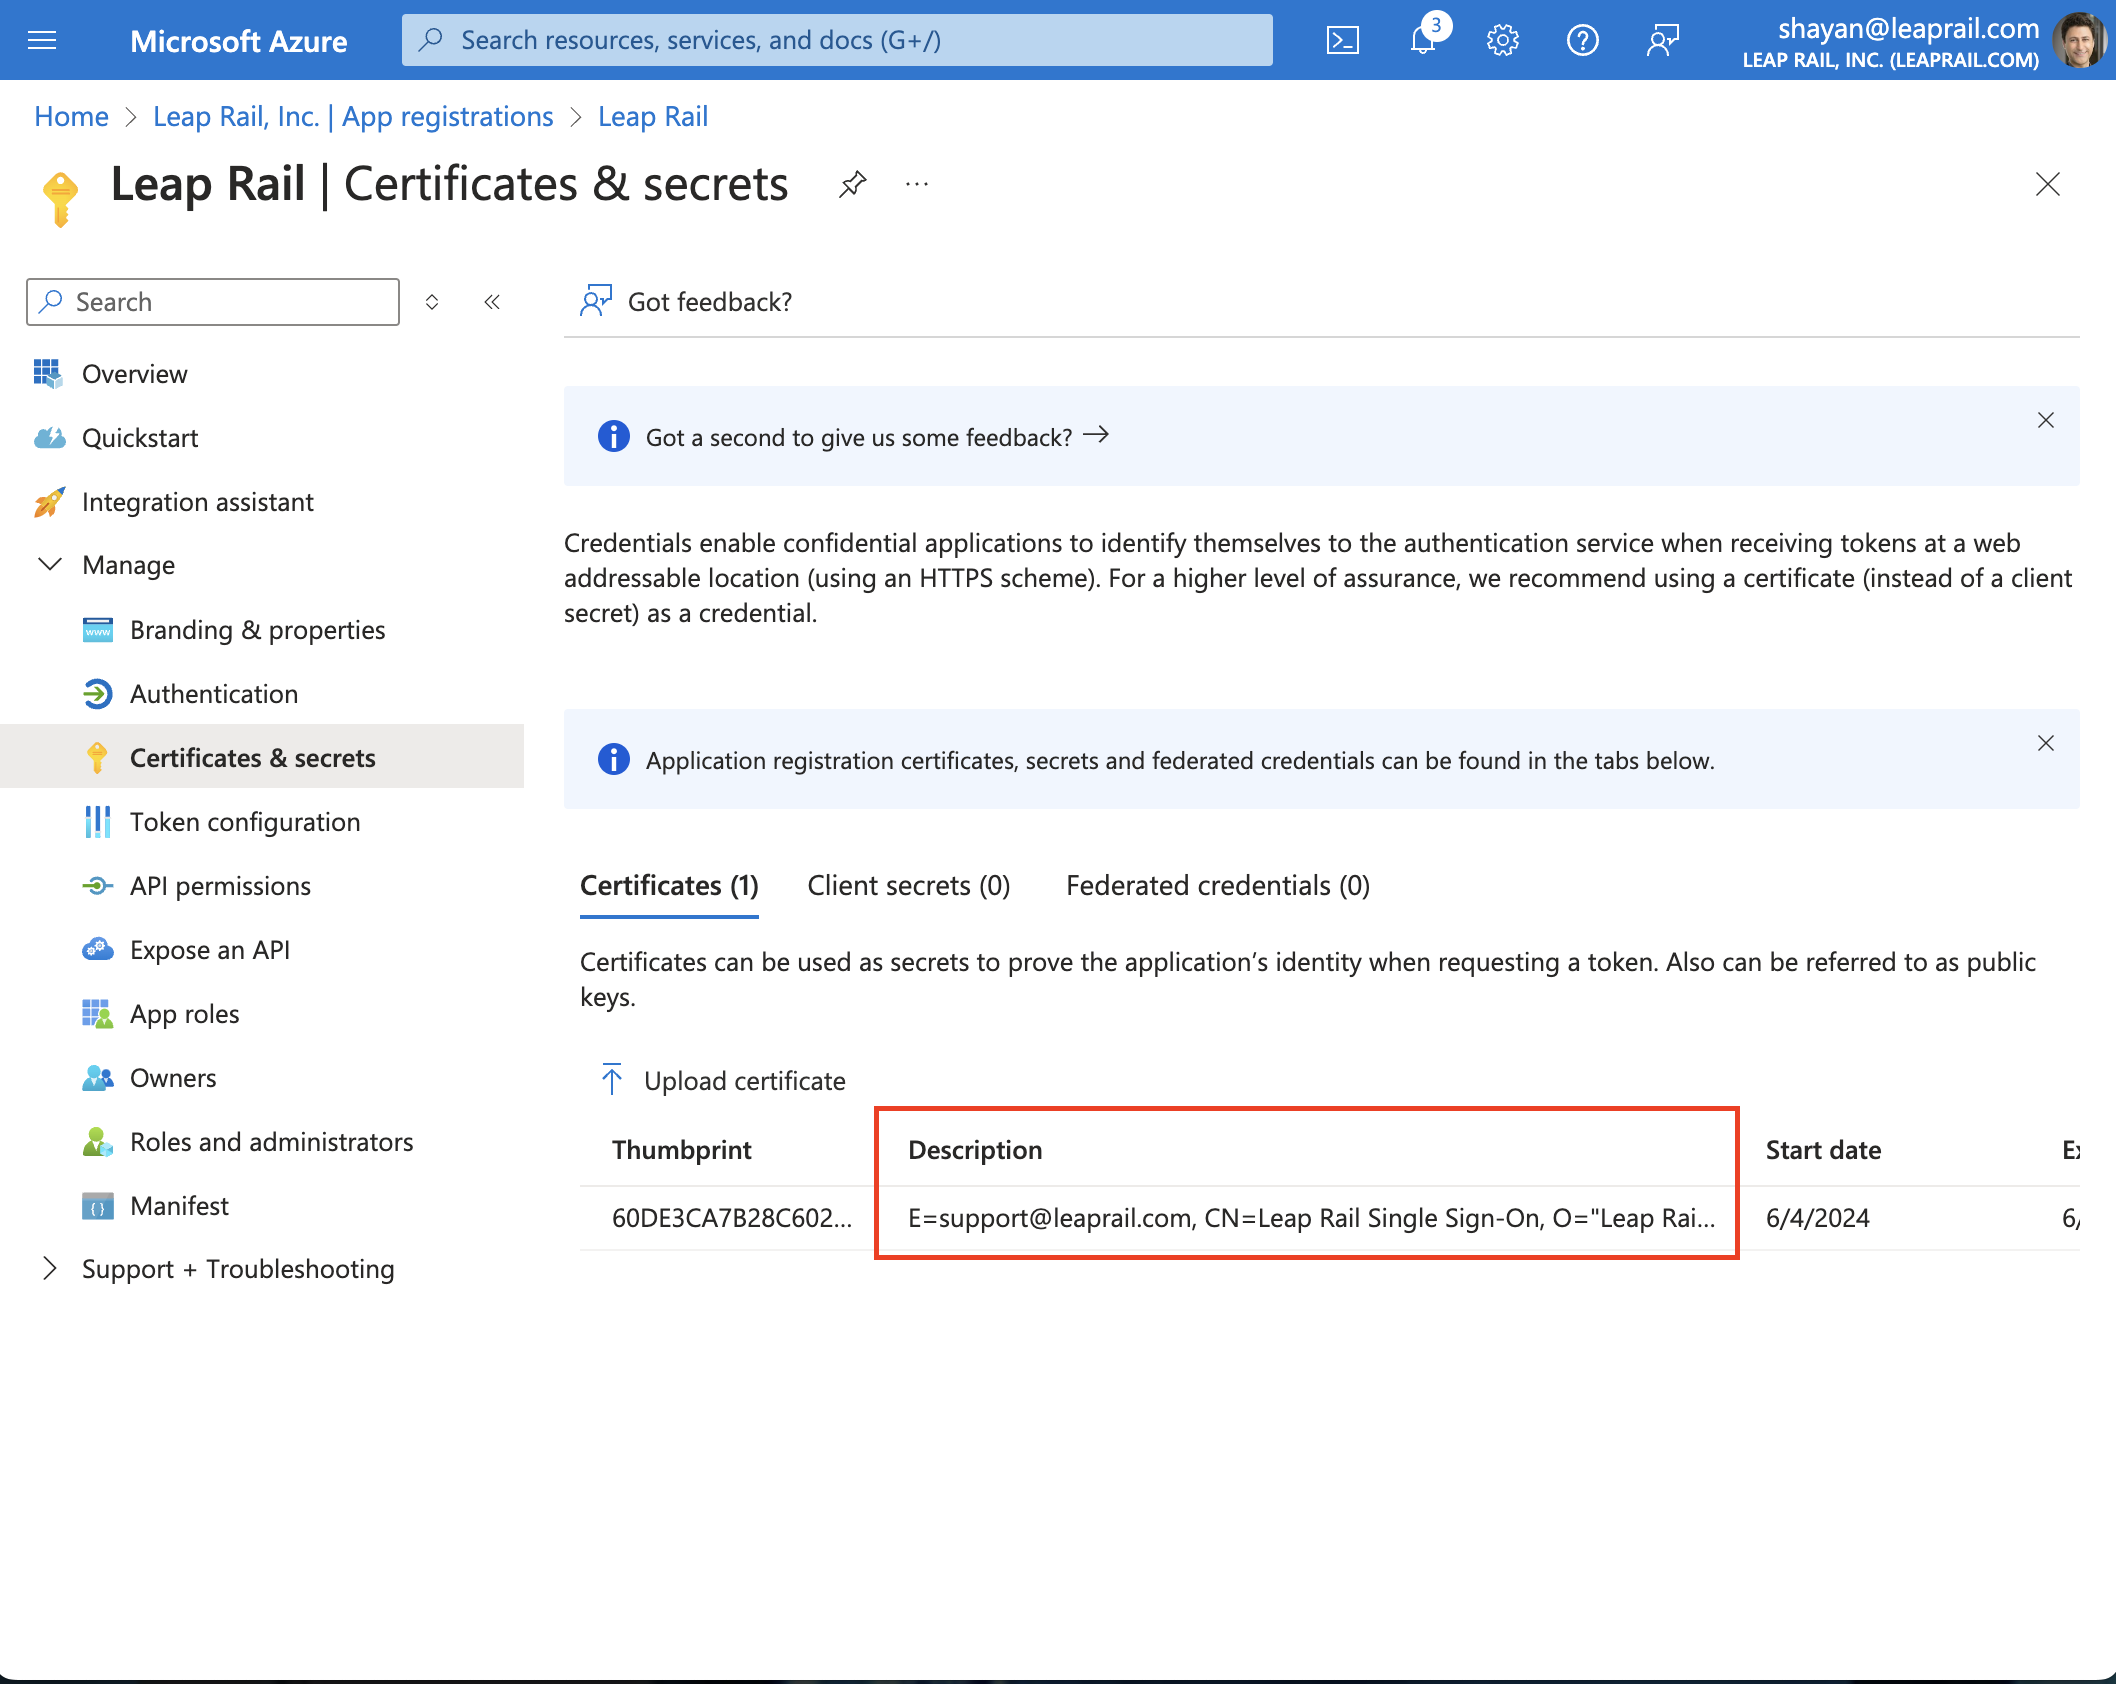 Microsoft Azure
Search resources, services, and docs (G+/)
3
shayan@leaprail.com
LEAP RAIL, INC. (LEAPRAIL.COM)
Home > Leap Rail, Inc. | App registrations > Leap Rail
Leap Rail | Certificates & secrets
Search
Overview
Quickstart
Integration assistant
Manage
Branding & properties
Authentication
Certificates & secrets
Token configuration
API permissions
Expose an API
App roles
Owners
Roles and administrators
Manifest
Support + Troubleshooting
Got feedback?
Got a second to give us some feedback?
Credentials enable confidential applications to identify themselves to the authentication service when receiving tokens at a web
addressable location (using an HTTPS scheme). For a higher level of assurance, we recommend using a certificate (instead of a client
secret) as a credential.
Application registration certificates, secrets and federated credentials can be found in the tabs below.
Certificates (1) Client secrets (0) Federated credentials (0)
Certificates can be used as secrets to prove the application’s identity when requesting a token. Also can be referred to as public
keys.
Upload certificate
Thumbprint Description Start date
60DE3CA7B28C602... E=support@leaprail.com, CN=Leap Rail Single Sign-On, O="Leap Rai... 6/4/2024 6/